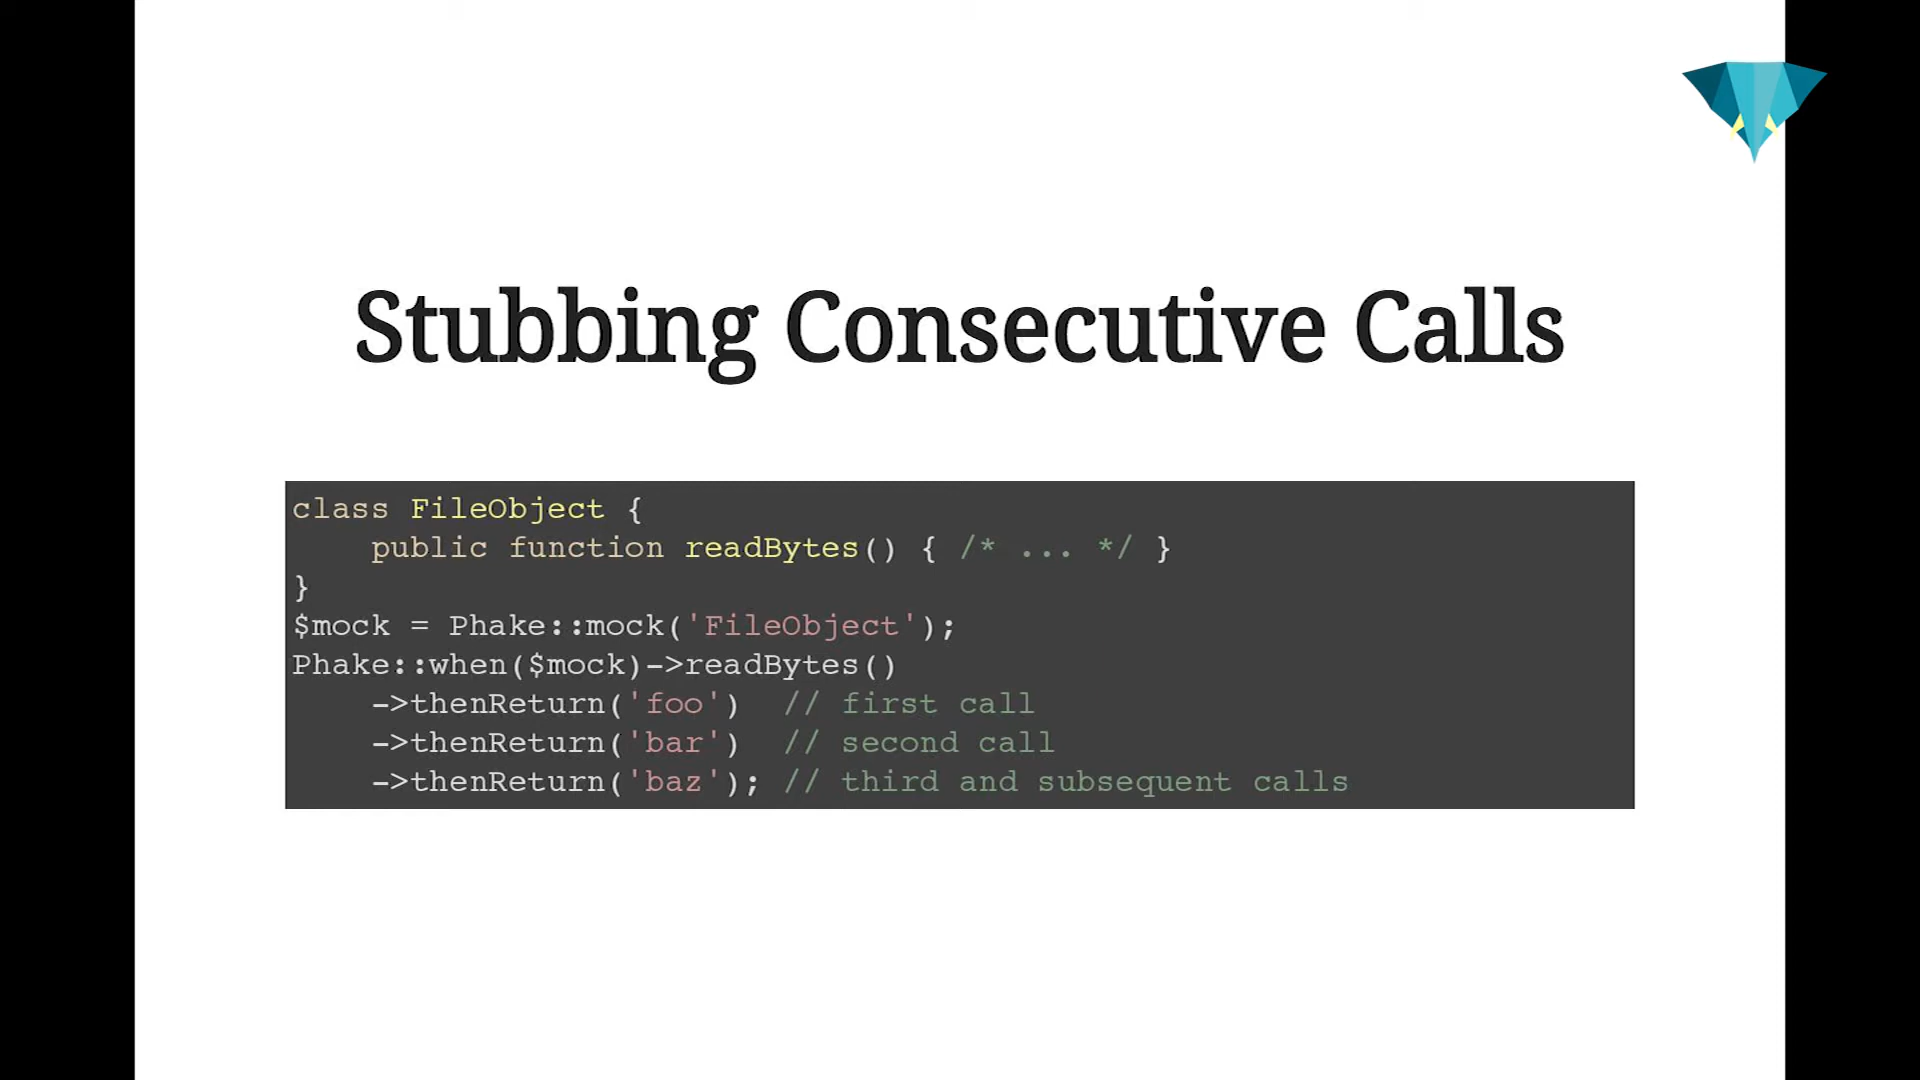 Stubbing Consecutive Calls
class FileObject {
    public function readBytes() { /* ... */ }
}
$mock = Phake::mock('FileObject');
Phake::when($mock)->readBytes()
    ->thenReturn('foo')  // first call
    ->thenReturn('bar')  // second call
    ->thenReturn('baz'); // third and subsequent calls